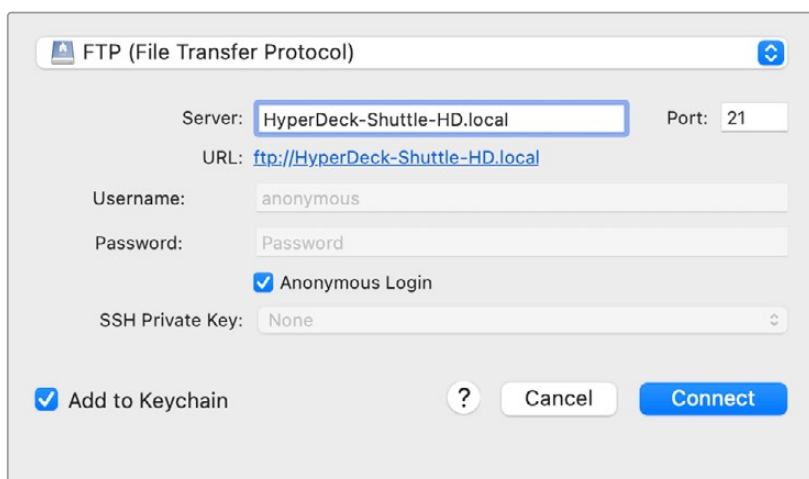 FTP (File Transfer Protocol)
Server: HyperDeck-Shuttle-HD.local Port: 21
URL: ftp://HyperDeck-Shuttle-HD.local
Username: anonymous
Password: Password
Anonymous Login
SSH Private Key: None
Add to Keychain ? Cancel Connect